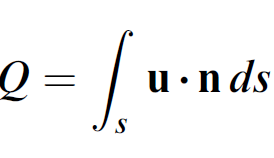 Q = ∫_s u · n ds